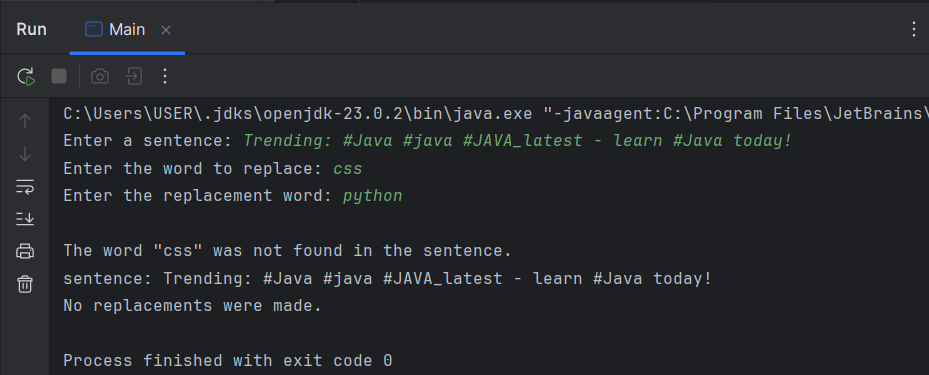 Run Main
C:\Users\USER\.jdks\openjdk-23.0.2\bin\java.exe "-javaagent:C:\Program Files\JetBrains\
Enter a sentence: Trending: #Java #java #JAVA_latest - learn #Java today!
Enter the word to replace: css
Enter the replacement word: python
The word "css" was not found in the sentence.
sentence: Trending: #Java #java #JAVA_latest - learn #Java today!
No replacements were made.
Process finished with exit code 0